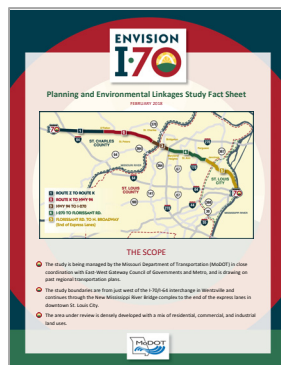 ENVISION
I-70
Planning and Environmental Linkages Study Fact Sheet
FEBRUARY 2018
ST. CHARLES
COUNTY
ST. LOUIS
COUNTY
ST. LOUIS
CITY
ROUTE Z TO ROUTE K
ROUTE K TO HWY 94
HWY 94 TO I-270
I-270 TO FLORISSANT RD.
FLORISSANT RD. TO N. BROADWAY
(End of Express Lanes)
THE SCOPE
The study is being managed by the Missouri Department of Transportation (MoDOT) in close
coordination with East-West Gateway Council of Governments and Metro, and is drawing on
past regional transportation plans.
The study boundaries are from just west of the I-70/I-64 interchange in Wentzville and
continues through the New Mississippi River Bridge complex to the end of the express lanes in
downtown St. Louis City.
The area under review is densely developed with a mix of residential, commercial, and industrial
land uses.
MoDOT